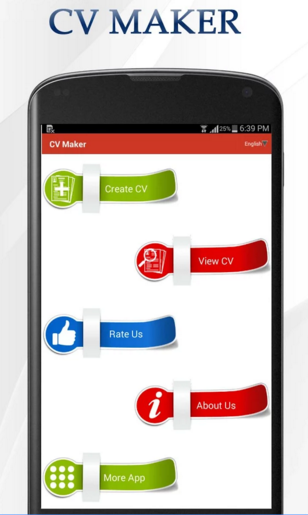 CV MAKER
25% 6:39 PM
CV Maker English
Create CV
View CV
Rate Us
About Us
More App